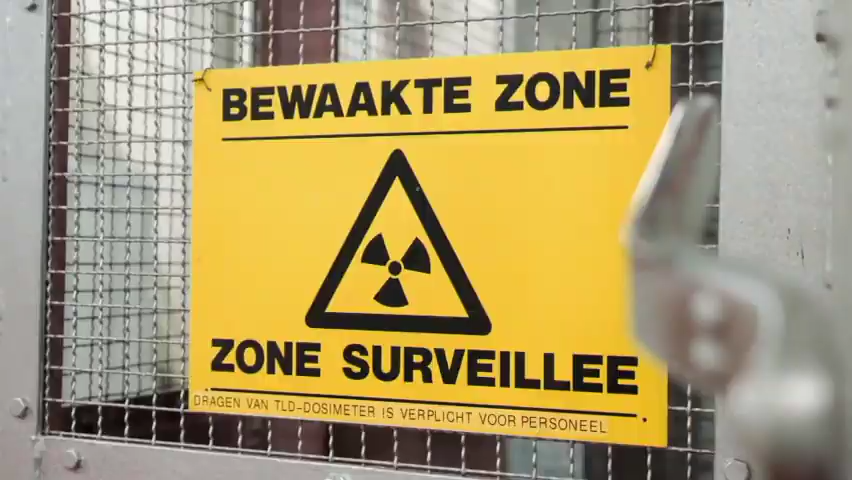 BEWAAKTE ZONE
ZONE SURVEILLEE
DRAGEN VAN TLD-DOSIMETER IS VERPLICHT VOOR PERSONEEL